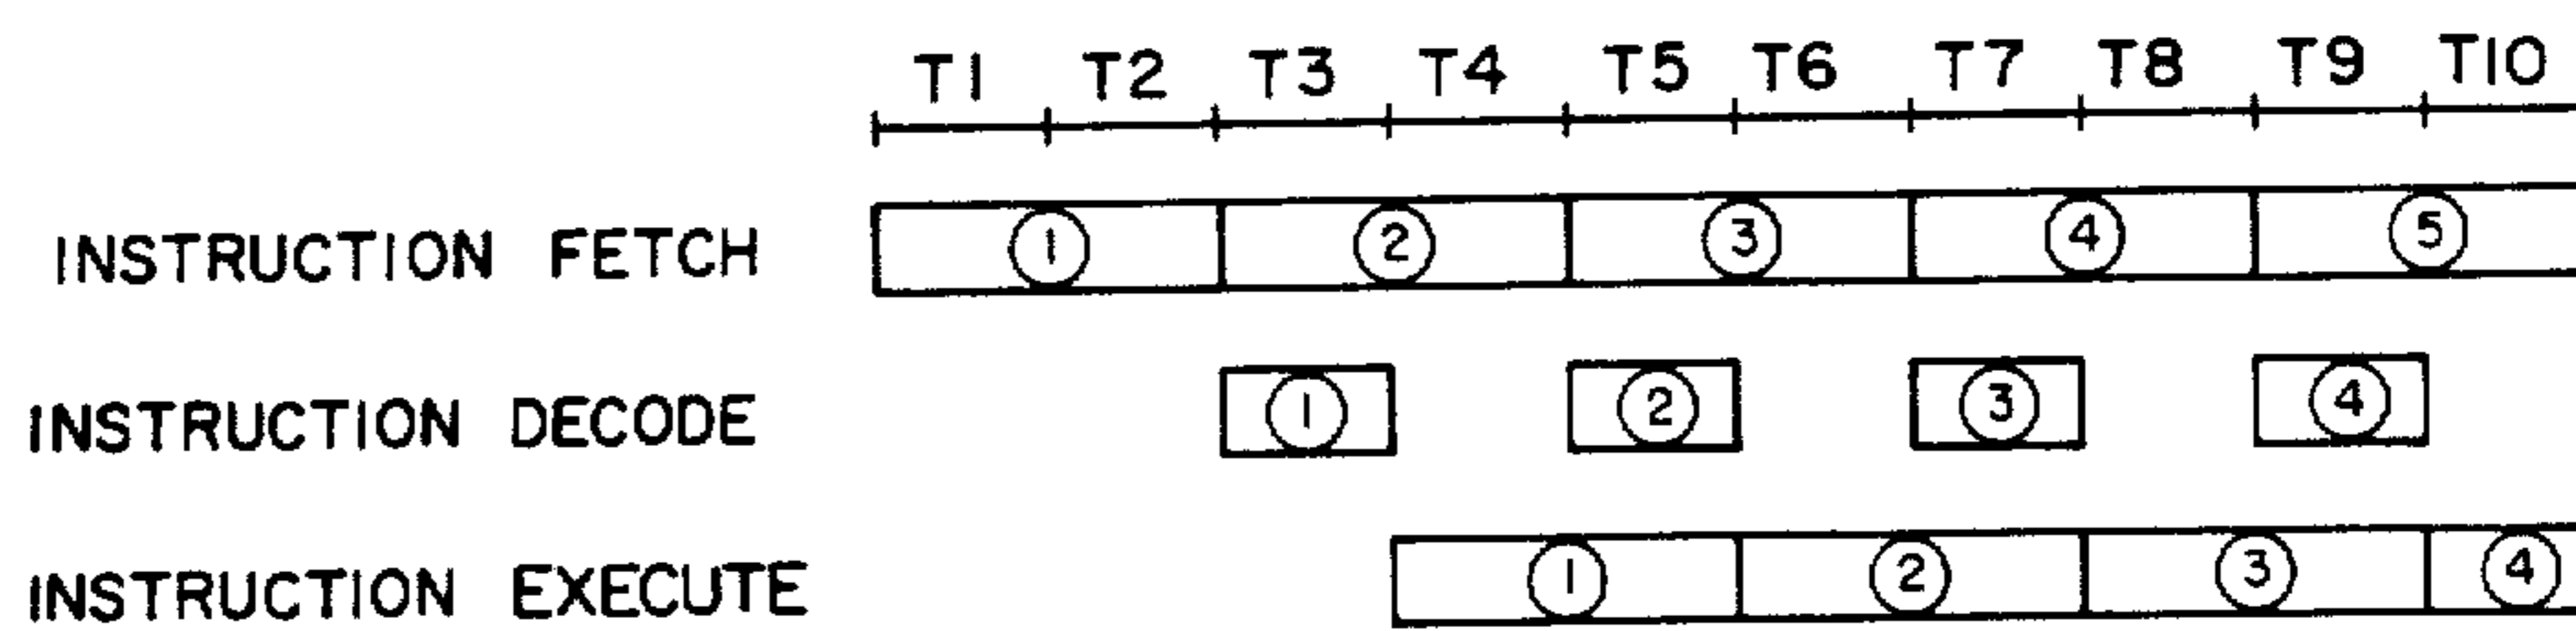 T1 T2 T3 T4 T5 T6 T7 T8 T9 T10
INSTRUCTION FETCH 1 2 3 4 5
INSTRUCTION DECODE 1 2 3 4
INSTRUCTION EXECUTE 1 2 3 4